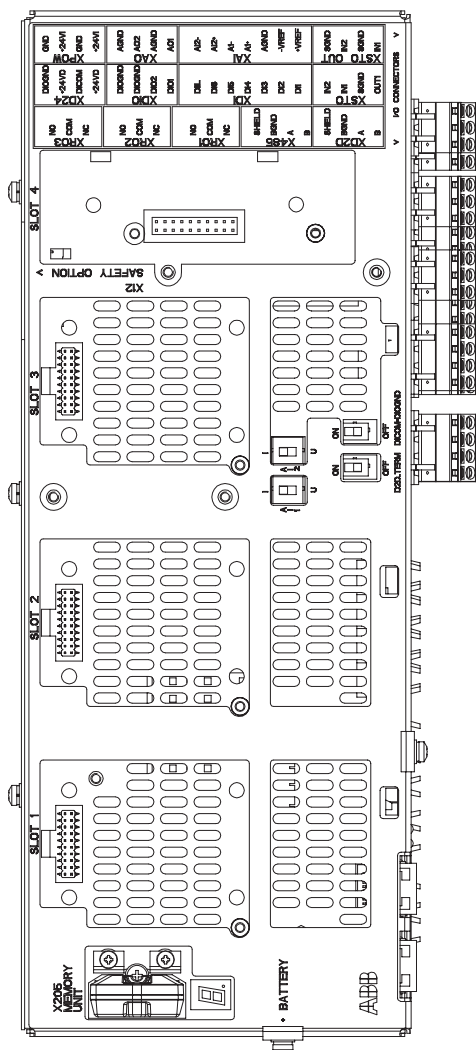 XRO3
NO
COM
NC
XRO2
NO
COM
NC
XRO1
NO
COM
NC
X485
SHIELD
BGND
A
B
XD2D
SHIELD
BGND
A
B
XD24
DIOGND
+24VD
DICOM
+24VD
XDIO
DIOGND
DIO2
DIOGND
DIO1
XDI
DIIL
DI6
DI5
DI4
DI3
DI2
DI1
XSTO
IN2
IN1
SGND
OUT1
XPOW
GND
+24VI
GND
+24VI
XAO
AGND
AO2
AGND
AO1
XAI
AI2-
AI2+
AI1-
AI1+
AGND
-VREF
+VREF
XSTO OUT
SGND
IN2
SGND
IN1
I/O CONNECTORS
SLOT 4
SAFETY OPTION
X12
SLOT 3
AI2
I
U
AI1
I
U
ON
OFF
DICOM-DIOGND
ON
OFF
D2D.TERM
SLOT 2
SLOT 1
X205
MEMORY
UNIT
+ BATTERY
ABB